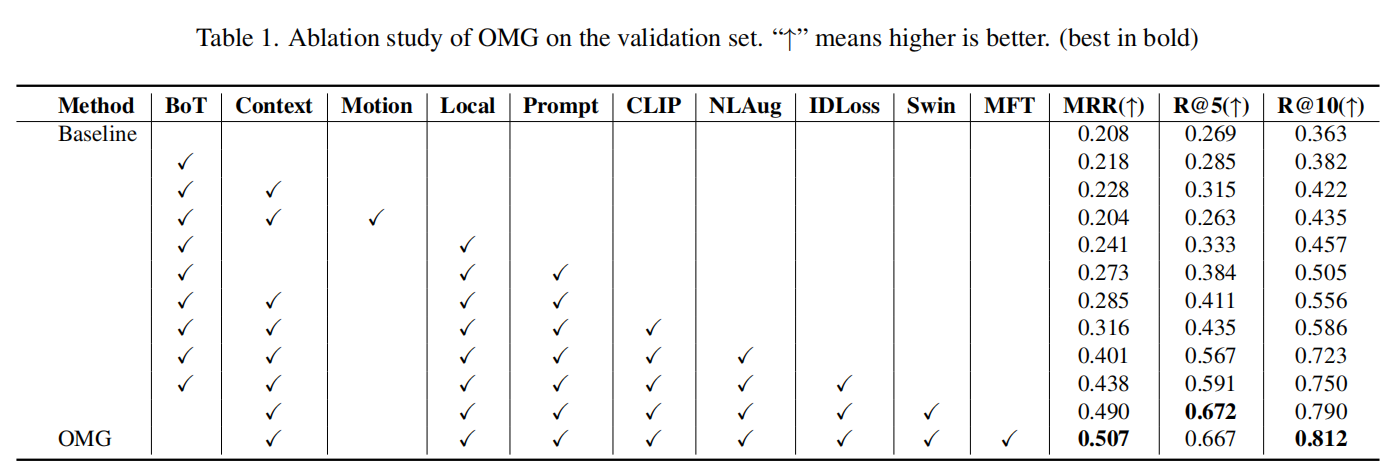 Table 1. Ablation study of OMG on the validation set. “↑” means higher is better. (best in bold)
Method BoT Context Motion Local Prompt CLIP NLAug IDLoss Swin MFT MRR(↑) R@5(↑) R@10(↑)
Baseline 0.208 0.269 0.363
✓ 0.218 0.285 0.382
✓ ✓ 0.228 0.315 0.422
✓ ✓ ✓ 0.204 0.263 0.435
✓ ✓ 0.241 0.333 0.457
✓ ✓ ✓ 0.273 0.384 0.505
✓ ✓ ✓ ✓ 0.285 0.411 0.556
✓ ✓ ✓ ✓ ✓ 0.316 0.435 0.586
✓ ✓ ✓ ✓ ✓ ✓ 0.401 0.567 0.723
✓ ✓ ✓ ✓ ✓ ✓ ✓ 0.438 0.591 0.750
✓ ✓ ✓ ✓ ✓ ✓ ✓ 0.490 0.672 0.790
OMG ✓ ✓ ✓ ✓ ✓ ✓ ✓ ✓ 0.507 0.667 0.812